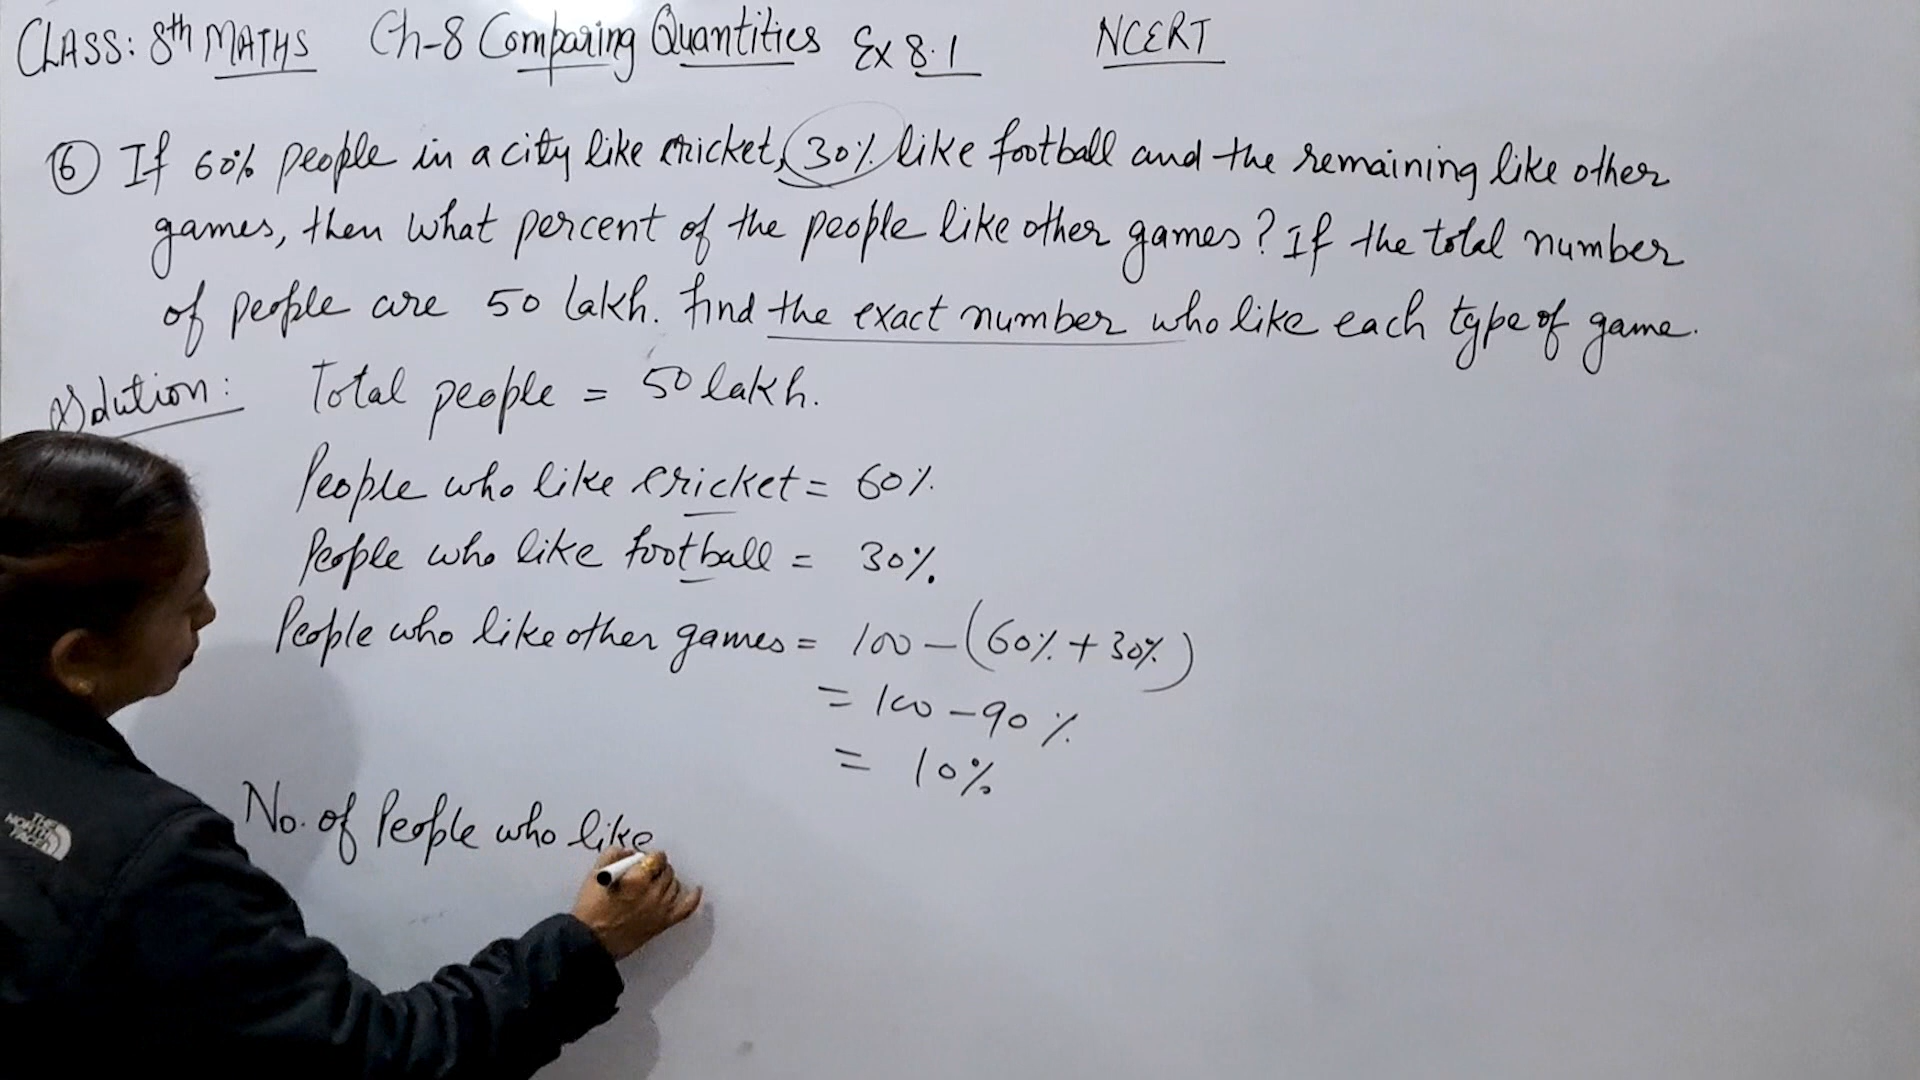 CLASS: 8th MATHS Ch-8 Comparing Quantities Ex 8.1 NCERT
6 If 60% people in a city like cricket, 30% like football and the remaining like other
games, then what percent of the people like other games? If the total number
of people are 50 lakh. find the exact number who like each type of game.
Solution: Total people = 50 lakh.
People who like cricket = 60%.
People who like football = 30%.
People who like other games = 100 - (60% + 30%)
= 100 - 90%
= 10%
No. of People who like
THE NORTH FACE